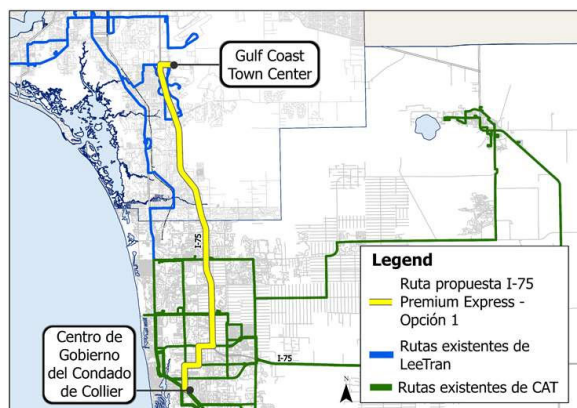 Gulf Coast
Town Center
I-75
Centro de
Gobierno
del Condado
de Collier
I-75
N
Legend
Ruta propuesta I-75
Premium Express -
Opción 1
Rutas existentes de
LeeTran
Rutas existentes de CAT